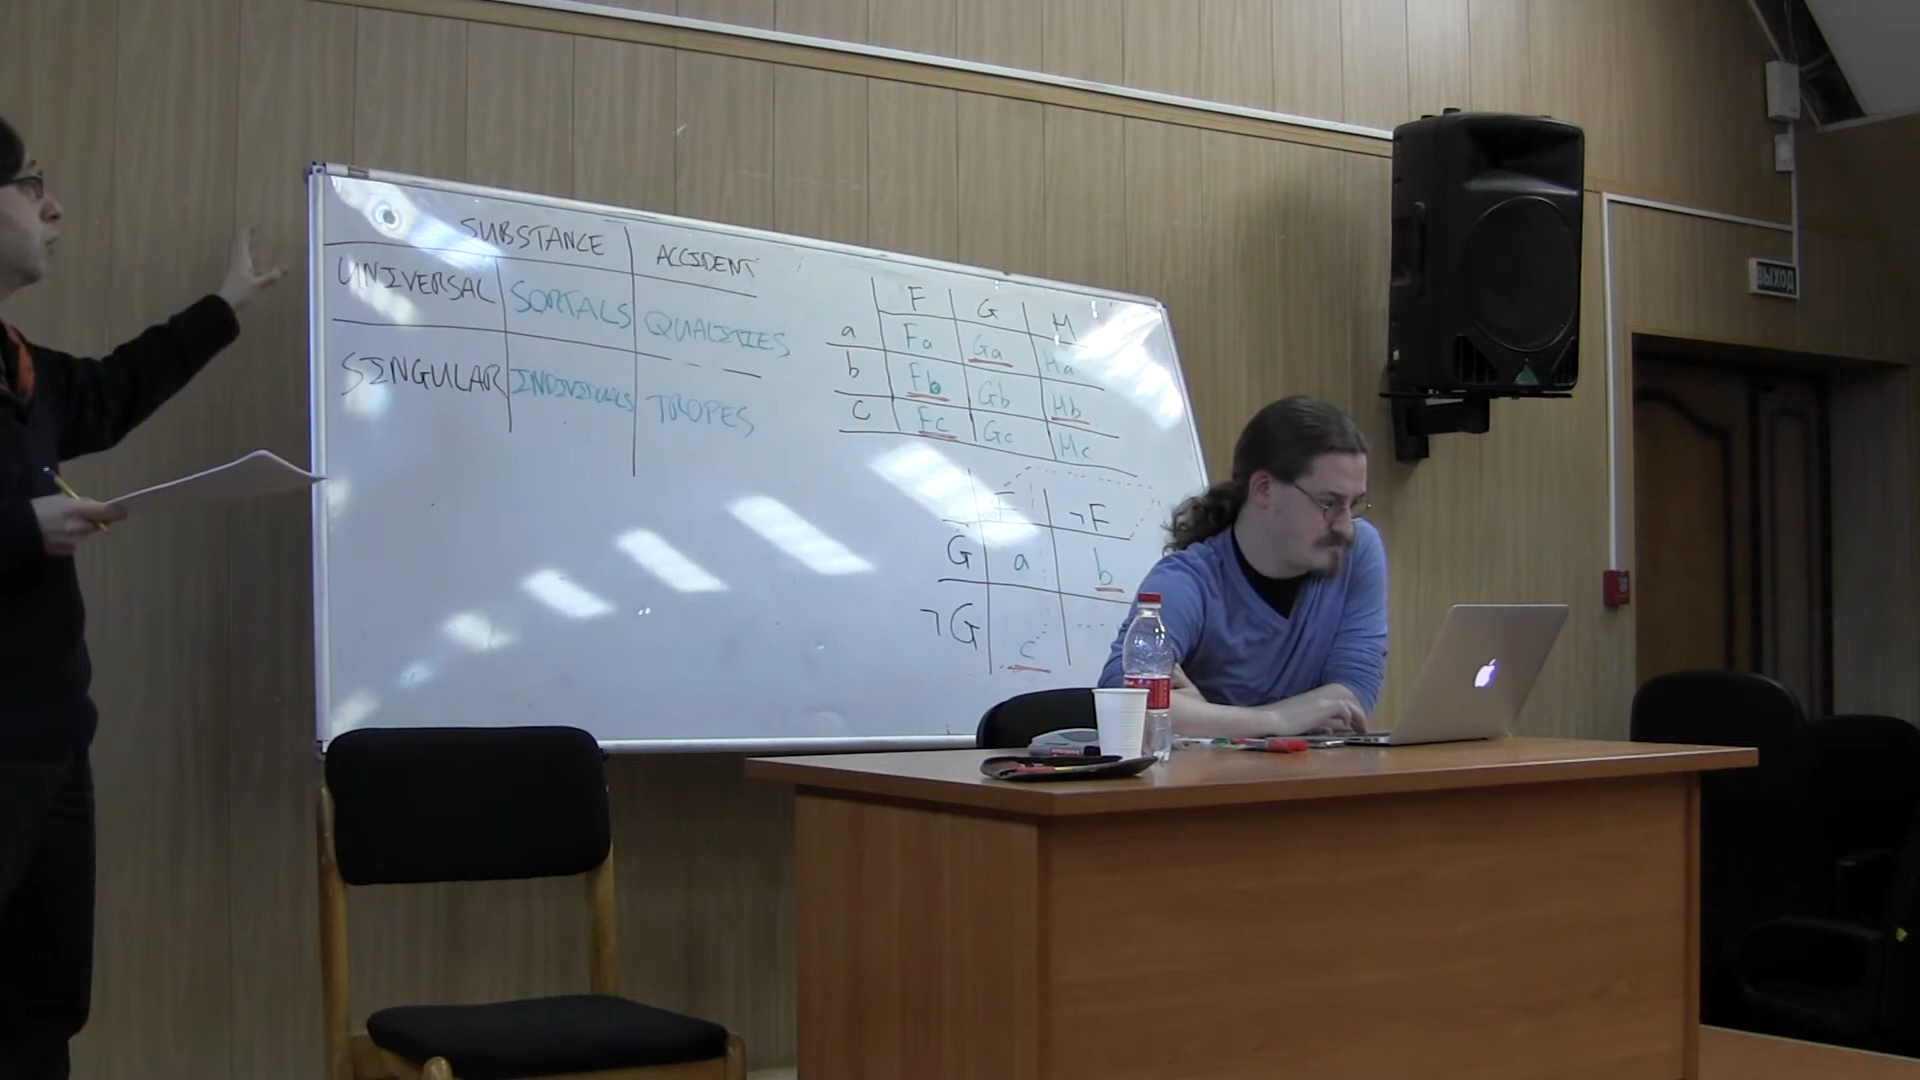 SUBSTANCE ACCIDENT
UNIVERSAL SORTALS QUALITIES
SINGULAR INDIVIDUALS TROPES
F G H
a Fa Ga Ha
b Fb Gb Hb
c Fc Gc Hc
F ¬F
G a b
¬G c
ВЫХОД